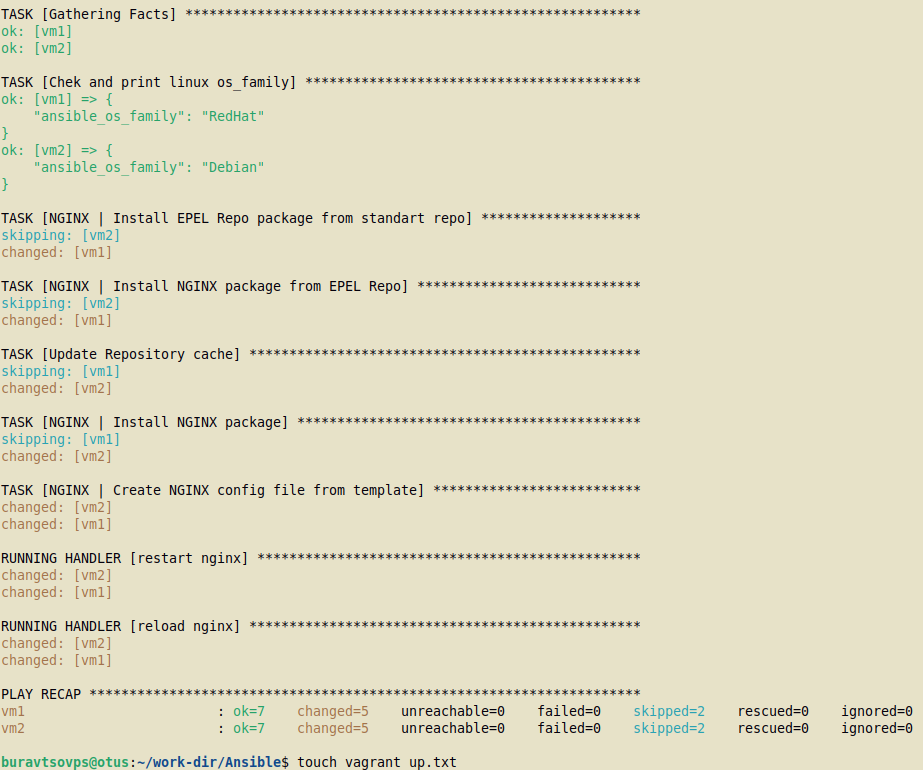 TASK [Gathering Facts] *********************************************************
ok: [vm1]
ok: [vm2]
TASK [Chek and print linux os_family] ******************************************
ok: [vm1] => {
    "ansible_os_family": "RedHat"
}
ok: [vm2] => {
    "ansible_os_family": "Debian"
}
TASK [NGINX | Install EPEL Repo package from standart repo] ********************
skipping: [vm2]
changed: [vm1]
TASK [NGINX | Install NGINX package from EPEL Repo] ****************************
skipping: [vm2]
changed: [vm1]
TASK [Update Repository cache] *************************************************
skipping: [vm1]
changed: [vm2]
TASK [NGINX | Install NGINX package] *******************************************
skipping: [vm1]
changed: [vm2]
TASK [NGINX | Create NGINX config file from template] **************************
changed: [vm2]
changed: [vm1]
RUNNING HANDLER [restart nginx] ************************************************
changed: [vm2]
changed: [vm1]
RUNNING HANDLER [reload nginx] *************************************************
changed: [vm2]
changed: [vm1]
PLAY RECAP *********************************************************************
vm1                        : ok=7    changed=5    unreachable=0    failed=0    skipped=2    rescued=0    ignored=0
vm2                        : ok=7    changed=5    unreachable=0    failed=0    skipped=2    rescued=0    ignored=0
buravtsovps@otus:~/work-dir/Ansible$ touch vagrant up.txt